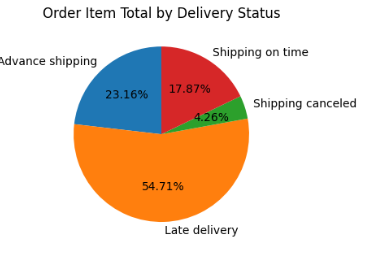 Order Item Total by Delivery Status
Shipping on time
Advance shipping
17.87%
23.16%
Shipping canceled
4.26%
54.71%
Late delivery